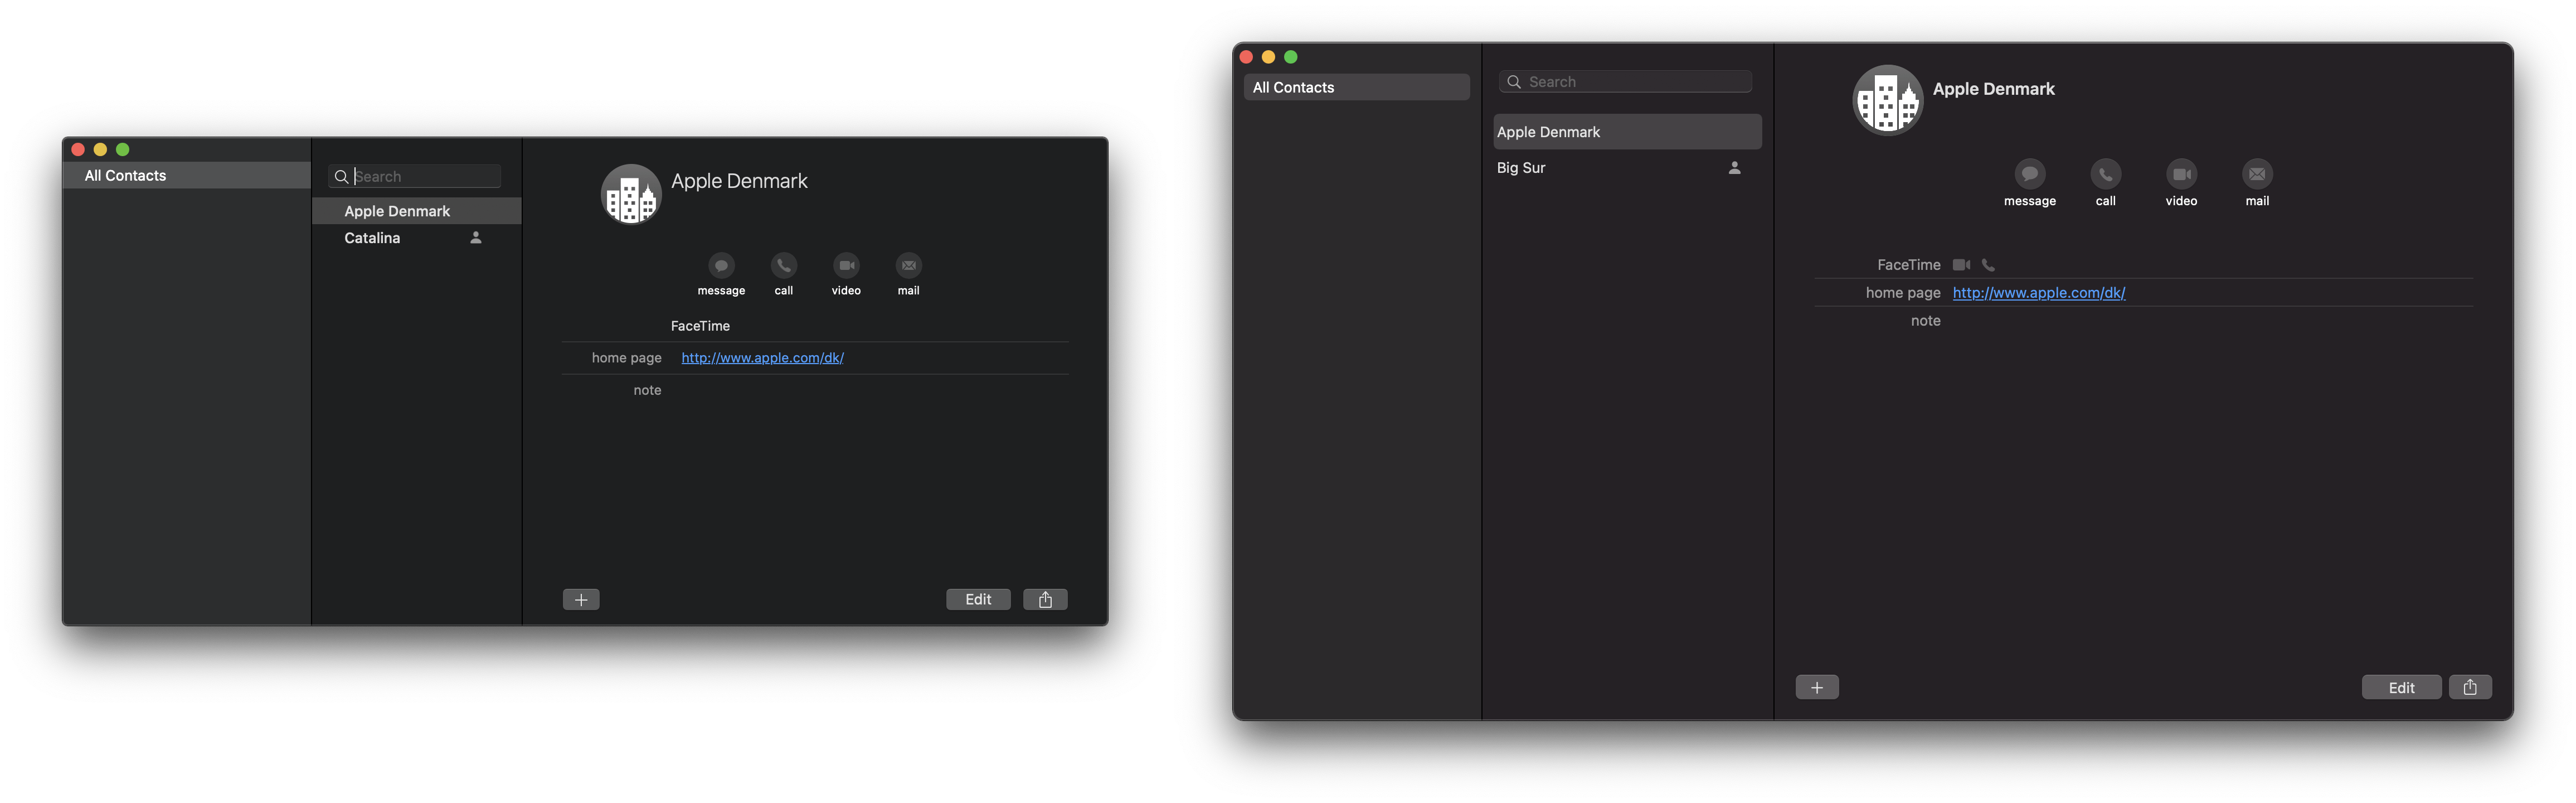 All Contacts
Search
Apple Denmark
Catalina
Apple Denmark
message call video mail
FaceTime
home page http://www.apple.com/dk/
note
Edit
All Contacts
Search
Apple Denmark
Big Sur
Apple Denmark
message call video mail
FaceTime
home page http://www.apple.com/dk/
note
Edit